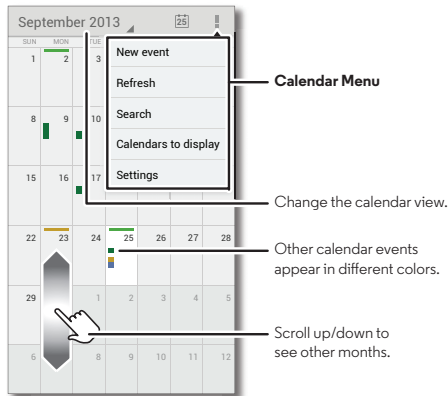 September 2013 25
SUN MON TUE
1 2 3
New event
Refresh
Search
Calendars to display
Settings
Calendar Menu
8 9 10
15 16 17
Change the calendar view.
22 23 24 25 26 27 28
Other calendar events
appear in different colors.
29 1 2 3 4 5
Scroll up/down to
see other months.
6 8 9 10 11 12